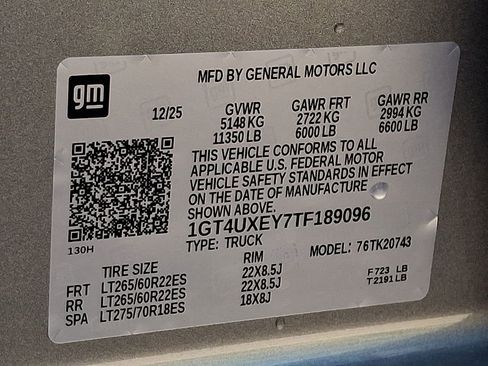 gm
MFD BY GENERAL MOTORS LLC
12/25 GVWR GAWR FRT GAWR RR
5148 KG 2722 KG 2994 KG
11350 LB 6000 LB 6600 LB
THIS VEHICLE CONFORMS TO ALL
APPLICABLE U.S. FEDERAL MOTOR
VEHICLE SAFETY STANDARDS IN EFFECT
ON THE DATE OF MANUFACTURE
SHOWN ABOVE.
1GT4UXEY7TF189096
TYPE: TRUCK MODEL: 76TK20743
130H
TIRE SIZE RIM
FRT LT265/60R22ES 22X8.5J F723 LB
RR LT265/60R22ES 22X8.5J T2191LB
SPA LT275/70R18ES 18X8J